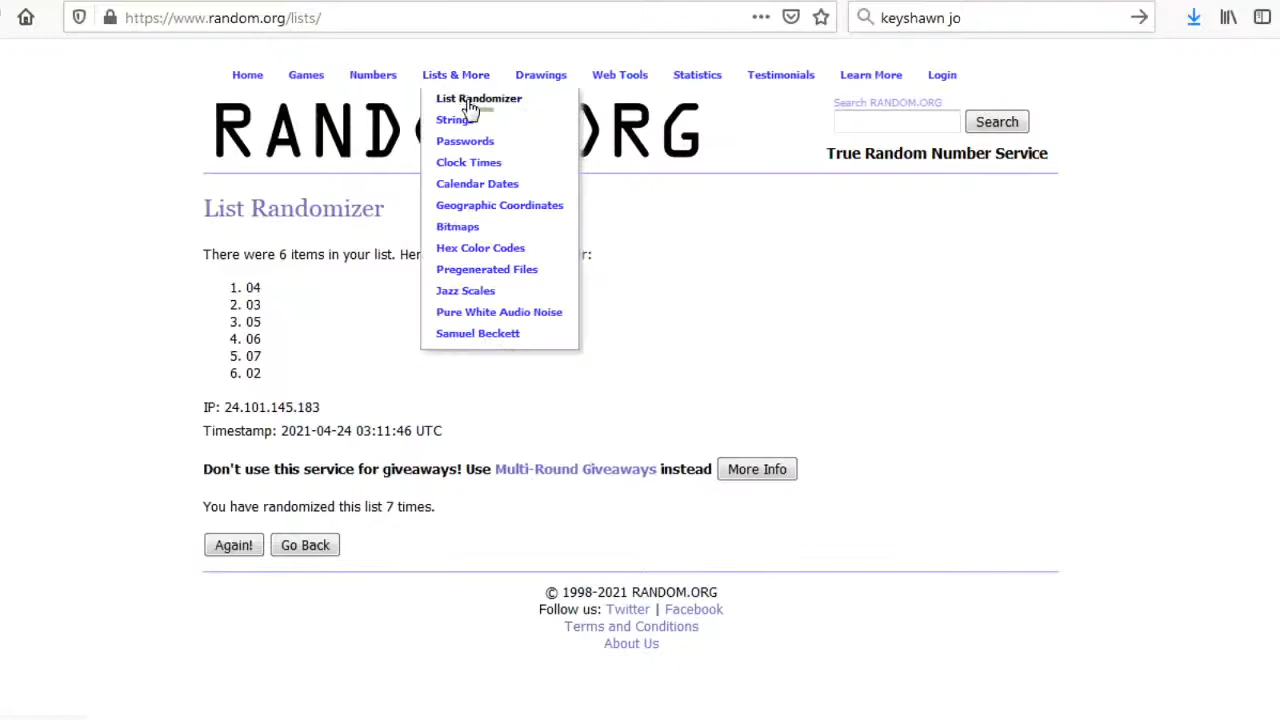 https://www.random.org/lists/
keyshawn jo
Home Games Numbers Lists & More Drawings Web Tools Statistics Testimonials Learn More Login
List Randomizer
Strings
Passwords
Clock Times
Calendar Dates
Geographic Coordinates
Bitmaps
Hex Color Codes
Pregenerated Files
Jazz Scales
Pure White Audio Noise
Samuel Beckett
RAND RG
Search RANDOM.ORG
Search
True Random Number Service
List Randomizer
There were 6 items in your list. Her r:
1. 04
2. 03
3. 05
4. 06
5. 07
6. 02
IP: 24.101.145.183
Timestamp: 2021-04-24 03:11:46 UTC
Don't use this service for giveaways! Use Multi-Round Giveaways instead More Info
You have randomized this list 7 times.
Again! Go Back
© 1998-2021 RANDOM.ORG
Follow us: Twitter | Facebook
Terms and Conditions
About Us